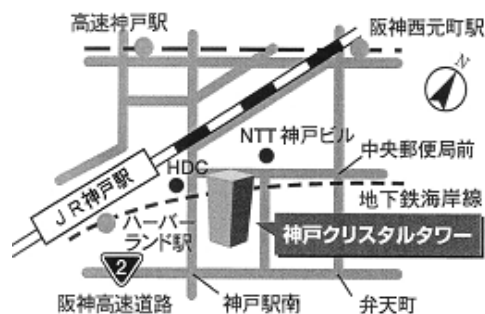 高速神戸駅
阪神西元町駅
N
NTT 神戸ビル
中央郵便局前
HDC
JR神戸駅
地下鉄海岸線
ハーバー
ランド駅
神戸クリスタルタワー
2
阪神高速道路
神戸駅南
弁天町